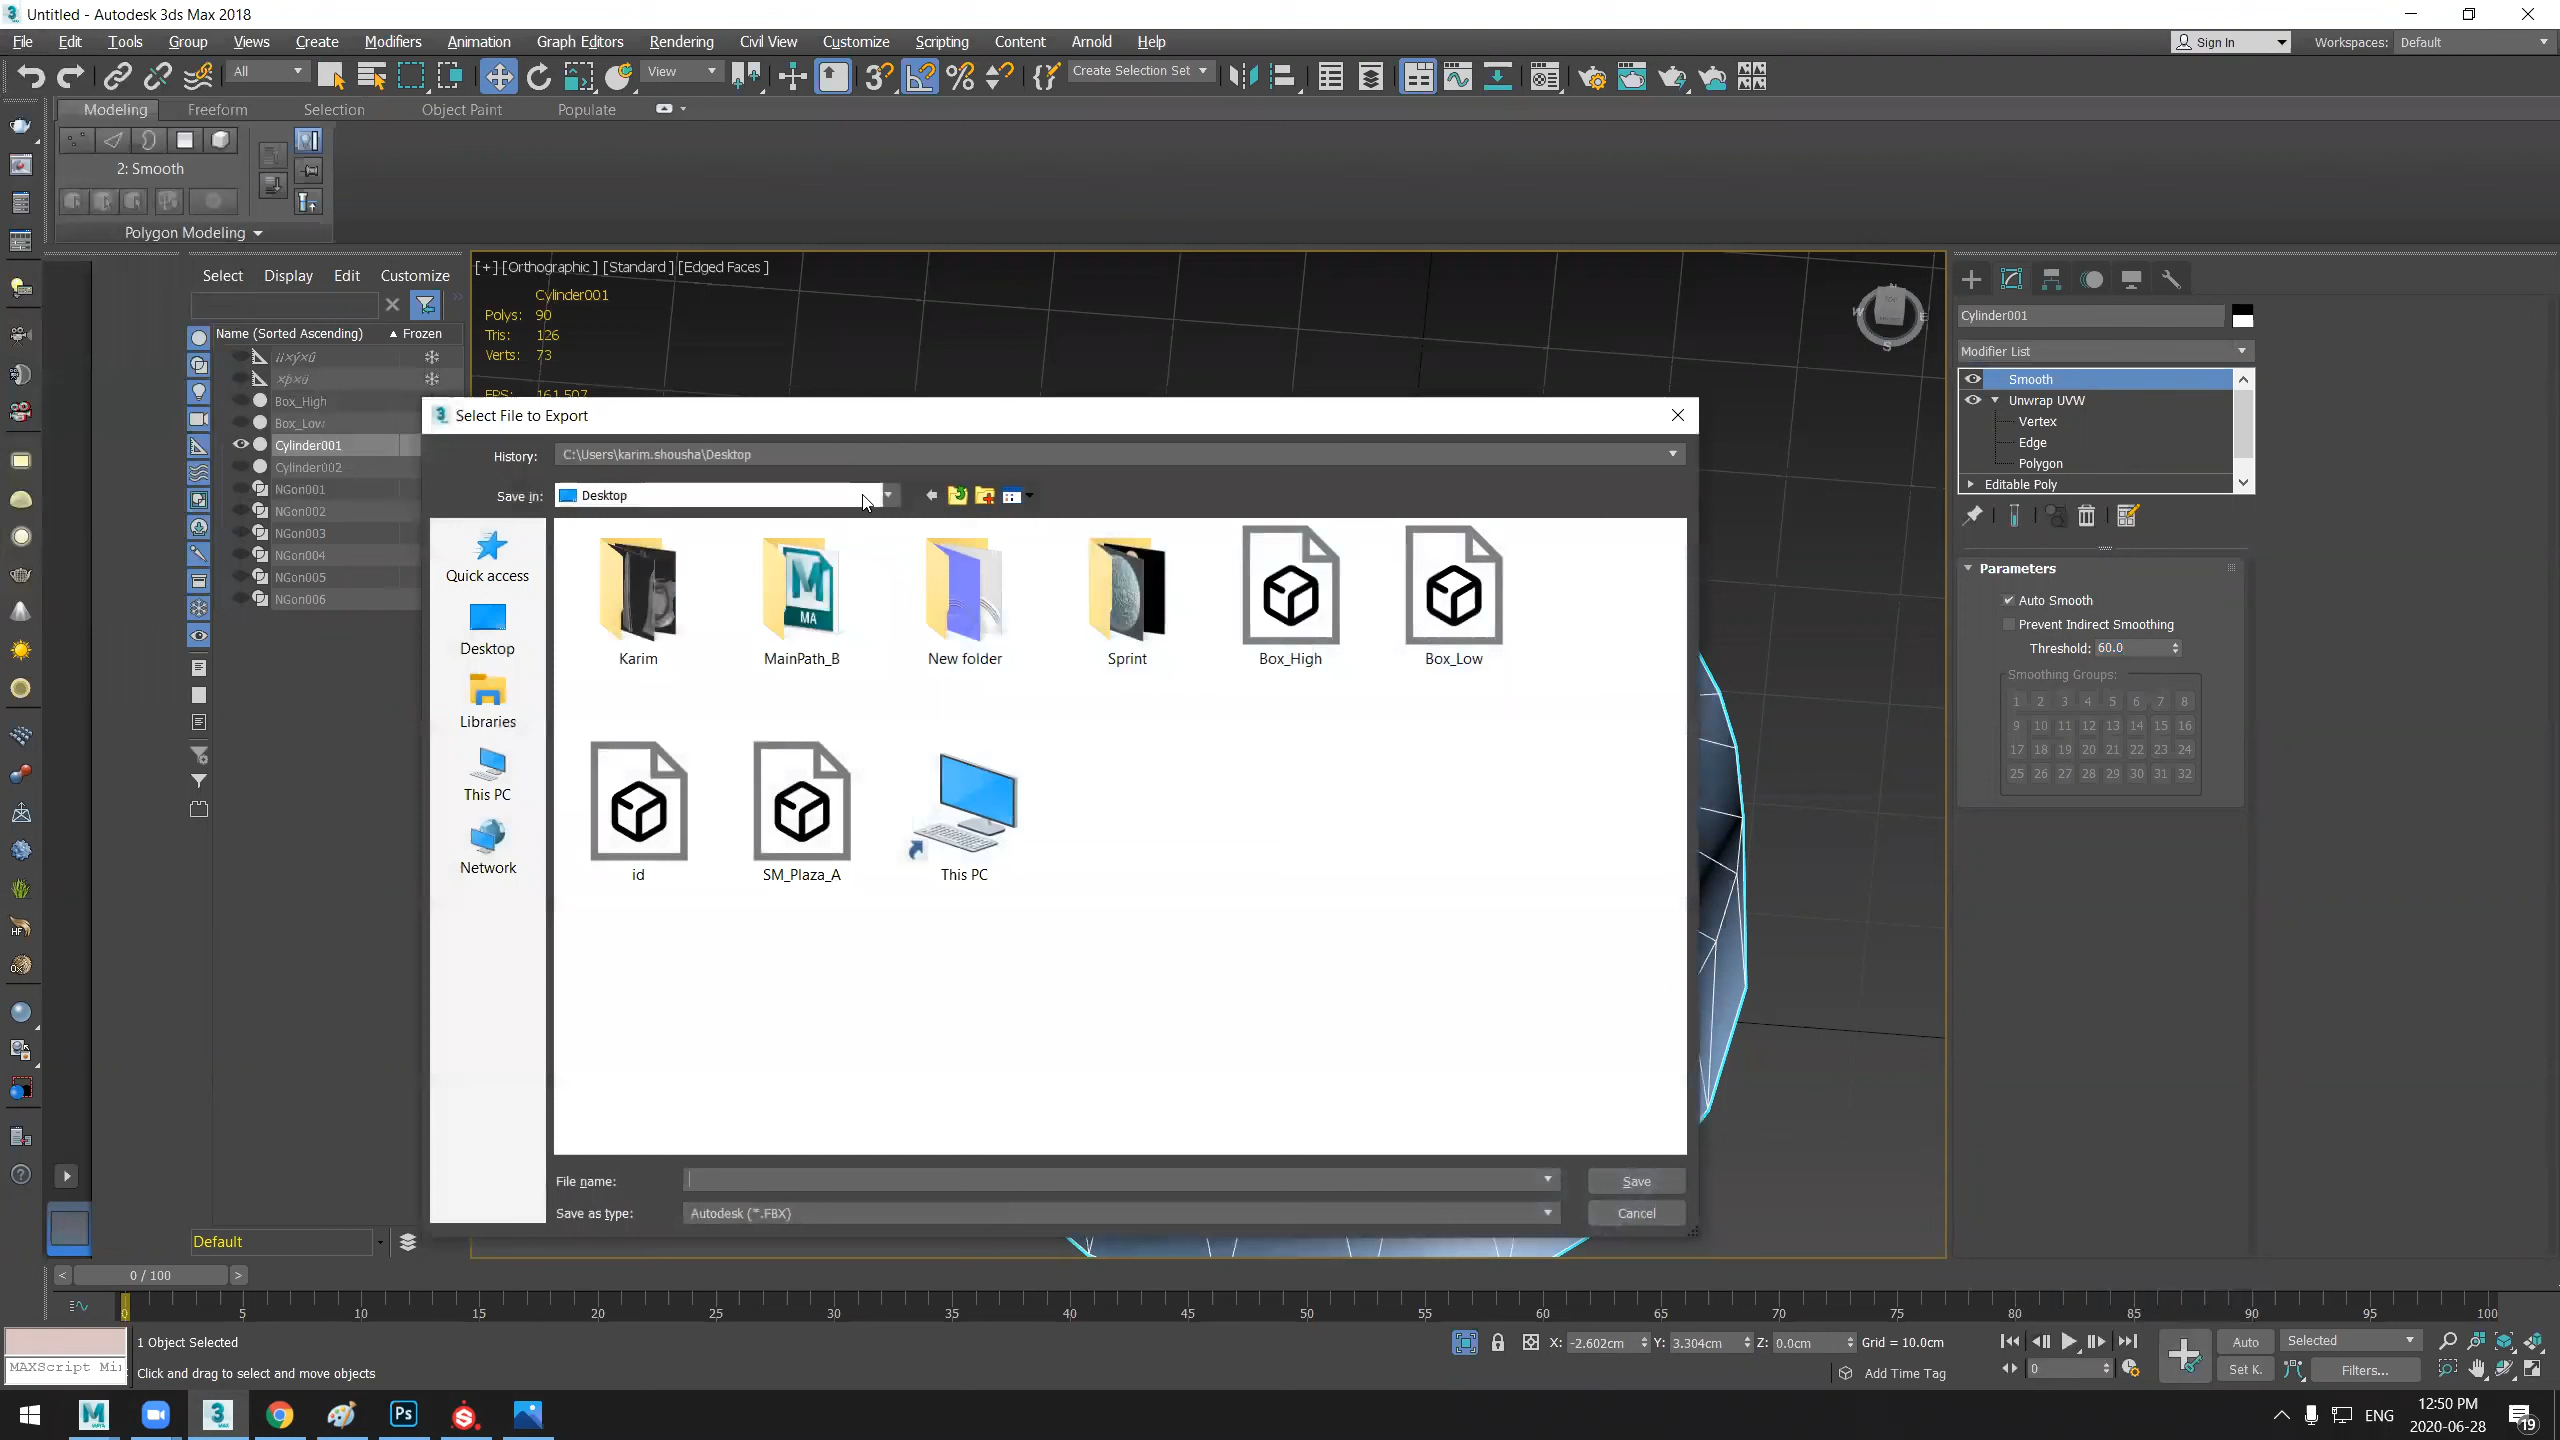 Untitled - Autodesk 3ds Max 2018
File Edit Tools Group Views Create Modifiers Animation Graph Editors Rendering Civil View Customize Scripting Content Arnold Help
Sign In Workspaces: Default
All View Create Selection Set
Modeling Freeform Selection Object Paint Populate
2: Smooth
Polygon Modeling
Select Display Edit Customize
Name (Sorted Ascending) ▲ Frozen
Box_High
Box_Low
Cylinder001
Cylinder002
NGon001
NGon002
NGon003
NGon004
NGon005
NGon006
Default
[+] [Orthographic ] [Standard ] [Edged Faces ]
Cylinder001
Polys: 90
Tris: 126
Verts: 73
FPS: 161.507
Select File to Export
History: C:\Users\karim.shousha\Desktop
Save in: Desktop
Quick access
Desktop
Libraries
This PC
Network
Karim MainPath_B New folder Sprint Box_High Box_Low
id SM_Plaza_A This PC
File name: Save
Save as type: Autodesk (*.FBX) Cancel
W N E S TOP
Cylinder001
Modifier List
Smooth
Unwrap UVW
Vertex
Edge
Polygon
Editable Poly
Parameters
Auto Smooth
Prevent Indirect Smoothing
Threshold: 60.0
Smoothing Groups:
1 2 3 4 5 6 7 8
9 10 11 12 13 14 15 16
17 18 19 20 21 22 23 24
25 26 27 28 29 30 31 32
< 0 / 100 >
0 5 10 15 20 25 30 35 40 45 50 55 60 65 70 75 80 85 90 95 100
1 Object Selected X: -2.602cm Y: 3.304cm Z: 0.0cm Grid = 10.0cm Auto Selected
MAXScript Mi
Click and drag to select and move objects Add Time Tag 0 Set K. Filters...
ENG 12:50 PM
2020-06-28
19